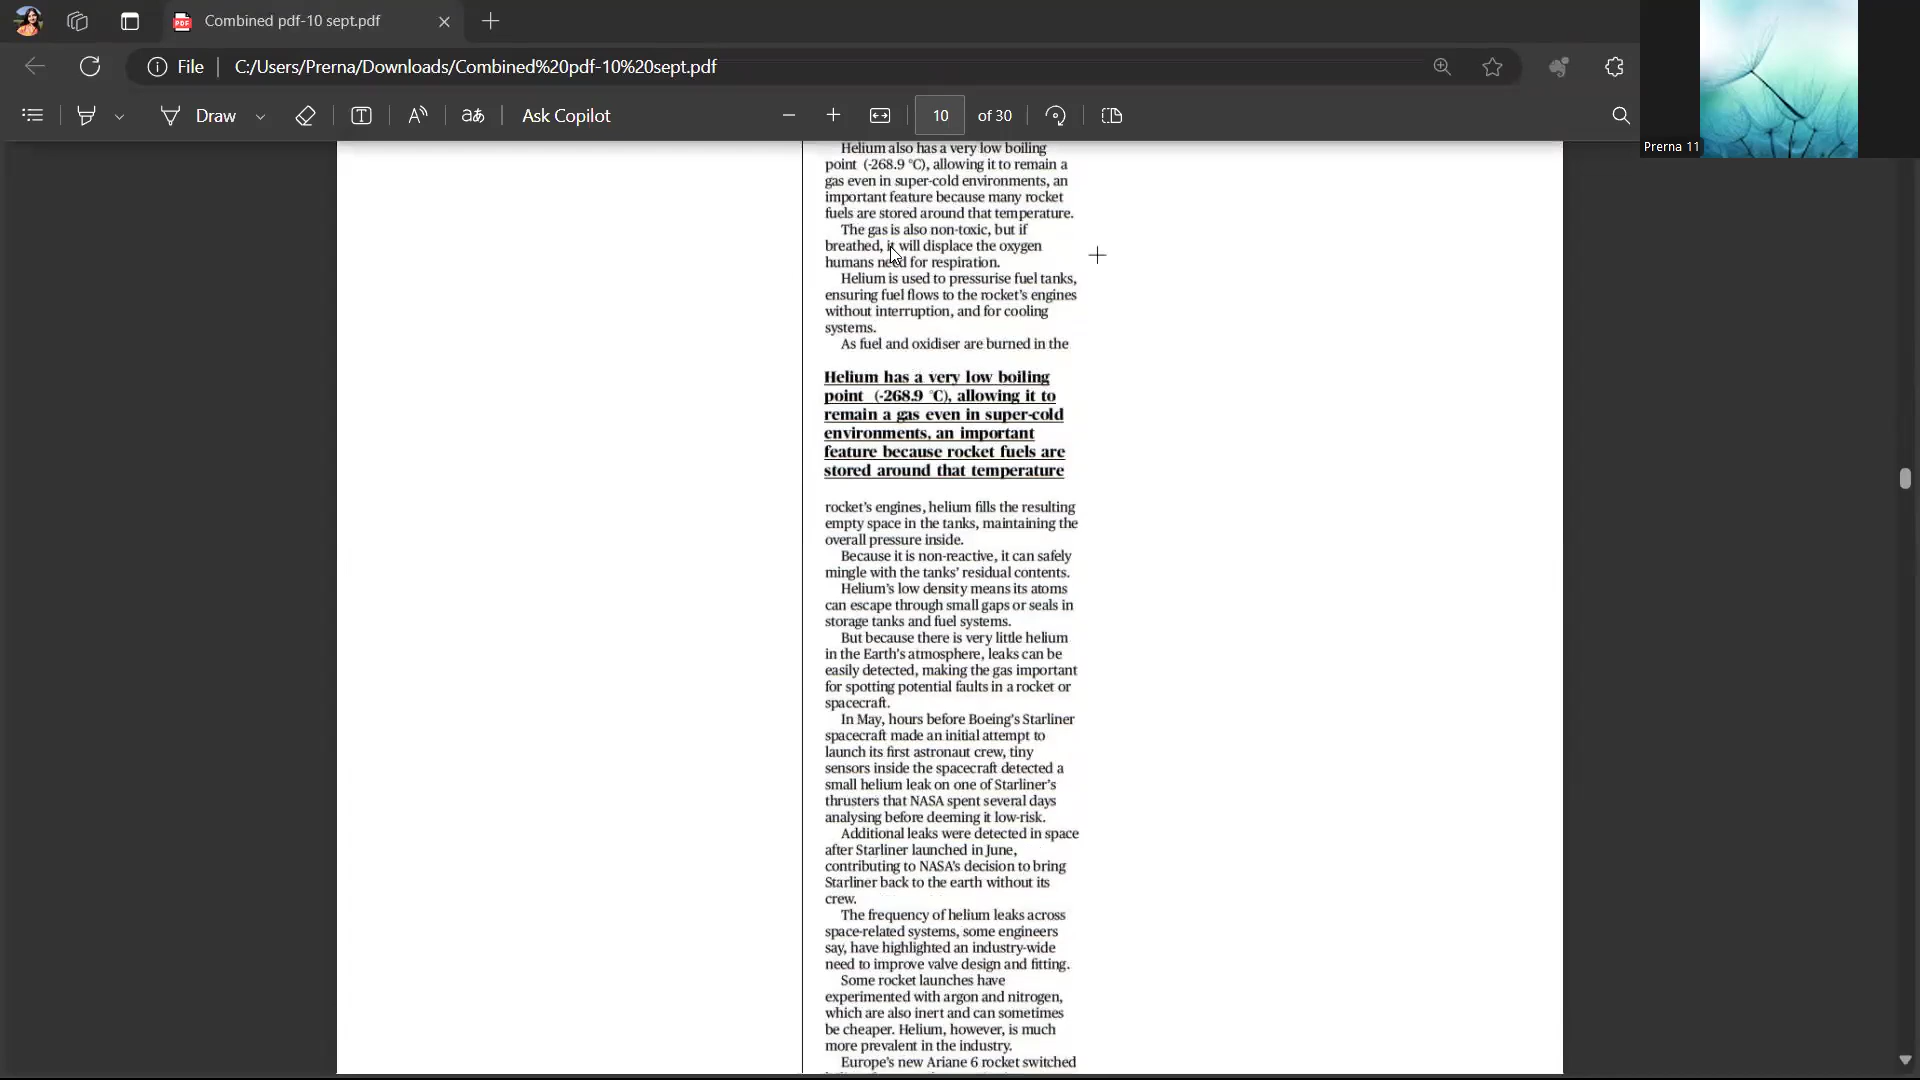 Combined pdf-10 sept.pdf
File
C:/Users/Prerna/Downloads/Combined%20pdf-10%20sept.pdf
Draw
Ask Copilot
10
of 30
Prerna 11
Helium also has a very low boiling
point (-268.9 °C), allowing it to remain a
gas even in super-cold environments, an
important feature because many rocket
fuels are stored around that temperature.
The gas is also non-toxic, but if
breathed, it will displace the oxygen
humans need for respiration.
Helium is used to pressurise fuel tanks,
ensuring fuel flows to the rocket's engines
without interruption, and for cooling
systems.
As fuel and oxidiser are burned in the
Helium has a very low boiling
point (-268.9 °C), allowing it to
remain a gas even in super-cold
environments, an important
feature because rocket fuels are
stored around that temperature
rocket's engines, helium fills the resulting
empty space in the tanks, maintaining the
overall pressure inside.
Because it is non-reactive, it can safely
mingle with the tanks' residual contents.
Helium's low density means its atoms
can escape through small gaps or seals in
storage tanks and fuel systems.
But because there is very little helium
in the Earth's atmosphere, leaks can be
easily detected, making the gas important
for spotting potential faults in a rocket or
spacecraft.
In May, hours before Boeing's Starliner
spacecraft made an initial attempt to
launch its first astronaut crew, tiny
sensors inside the spacecraft detected a
small helium leak on one of Starliner's
thrusters that NASA spent several days
analysing before deeming it low-risk.
Additional leaks were detected in space
after Starliner launched in June,
contributing to NASA's decision to bring
Starliner back to the earth without its
crew.
The frequency of helium leaks across
space-related systems, some engineers
say, have highlighted an industry-wide
need to improve valve design and fitting.
Some rocket launches have
experimented with argon and nitrogen,
which are also inert and can sometimes
be cheaper. Helium, however, is much
more prevalent in the industry.
Europe's new Ariane 6 rocket switched